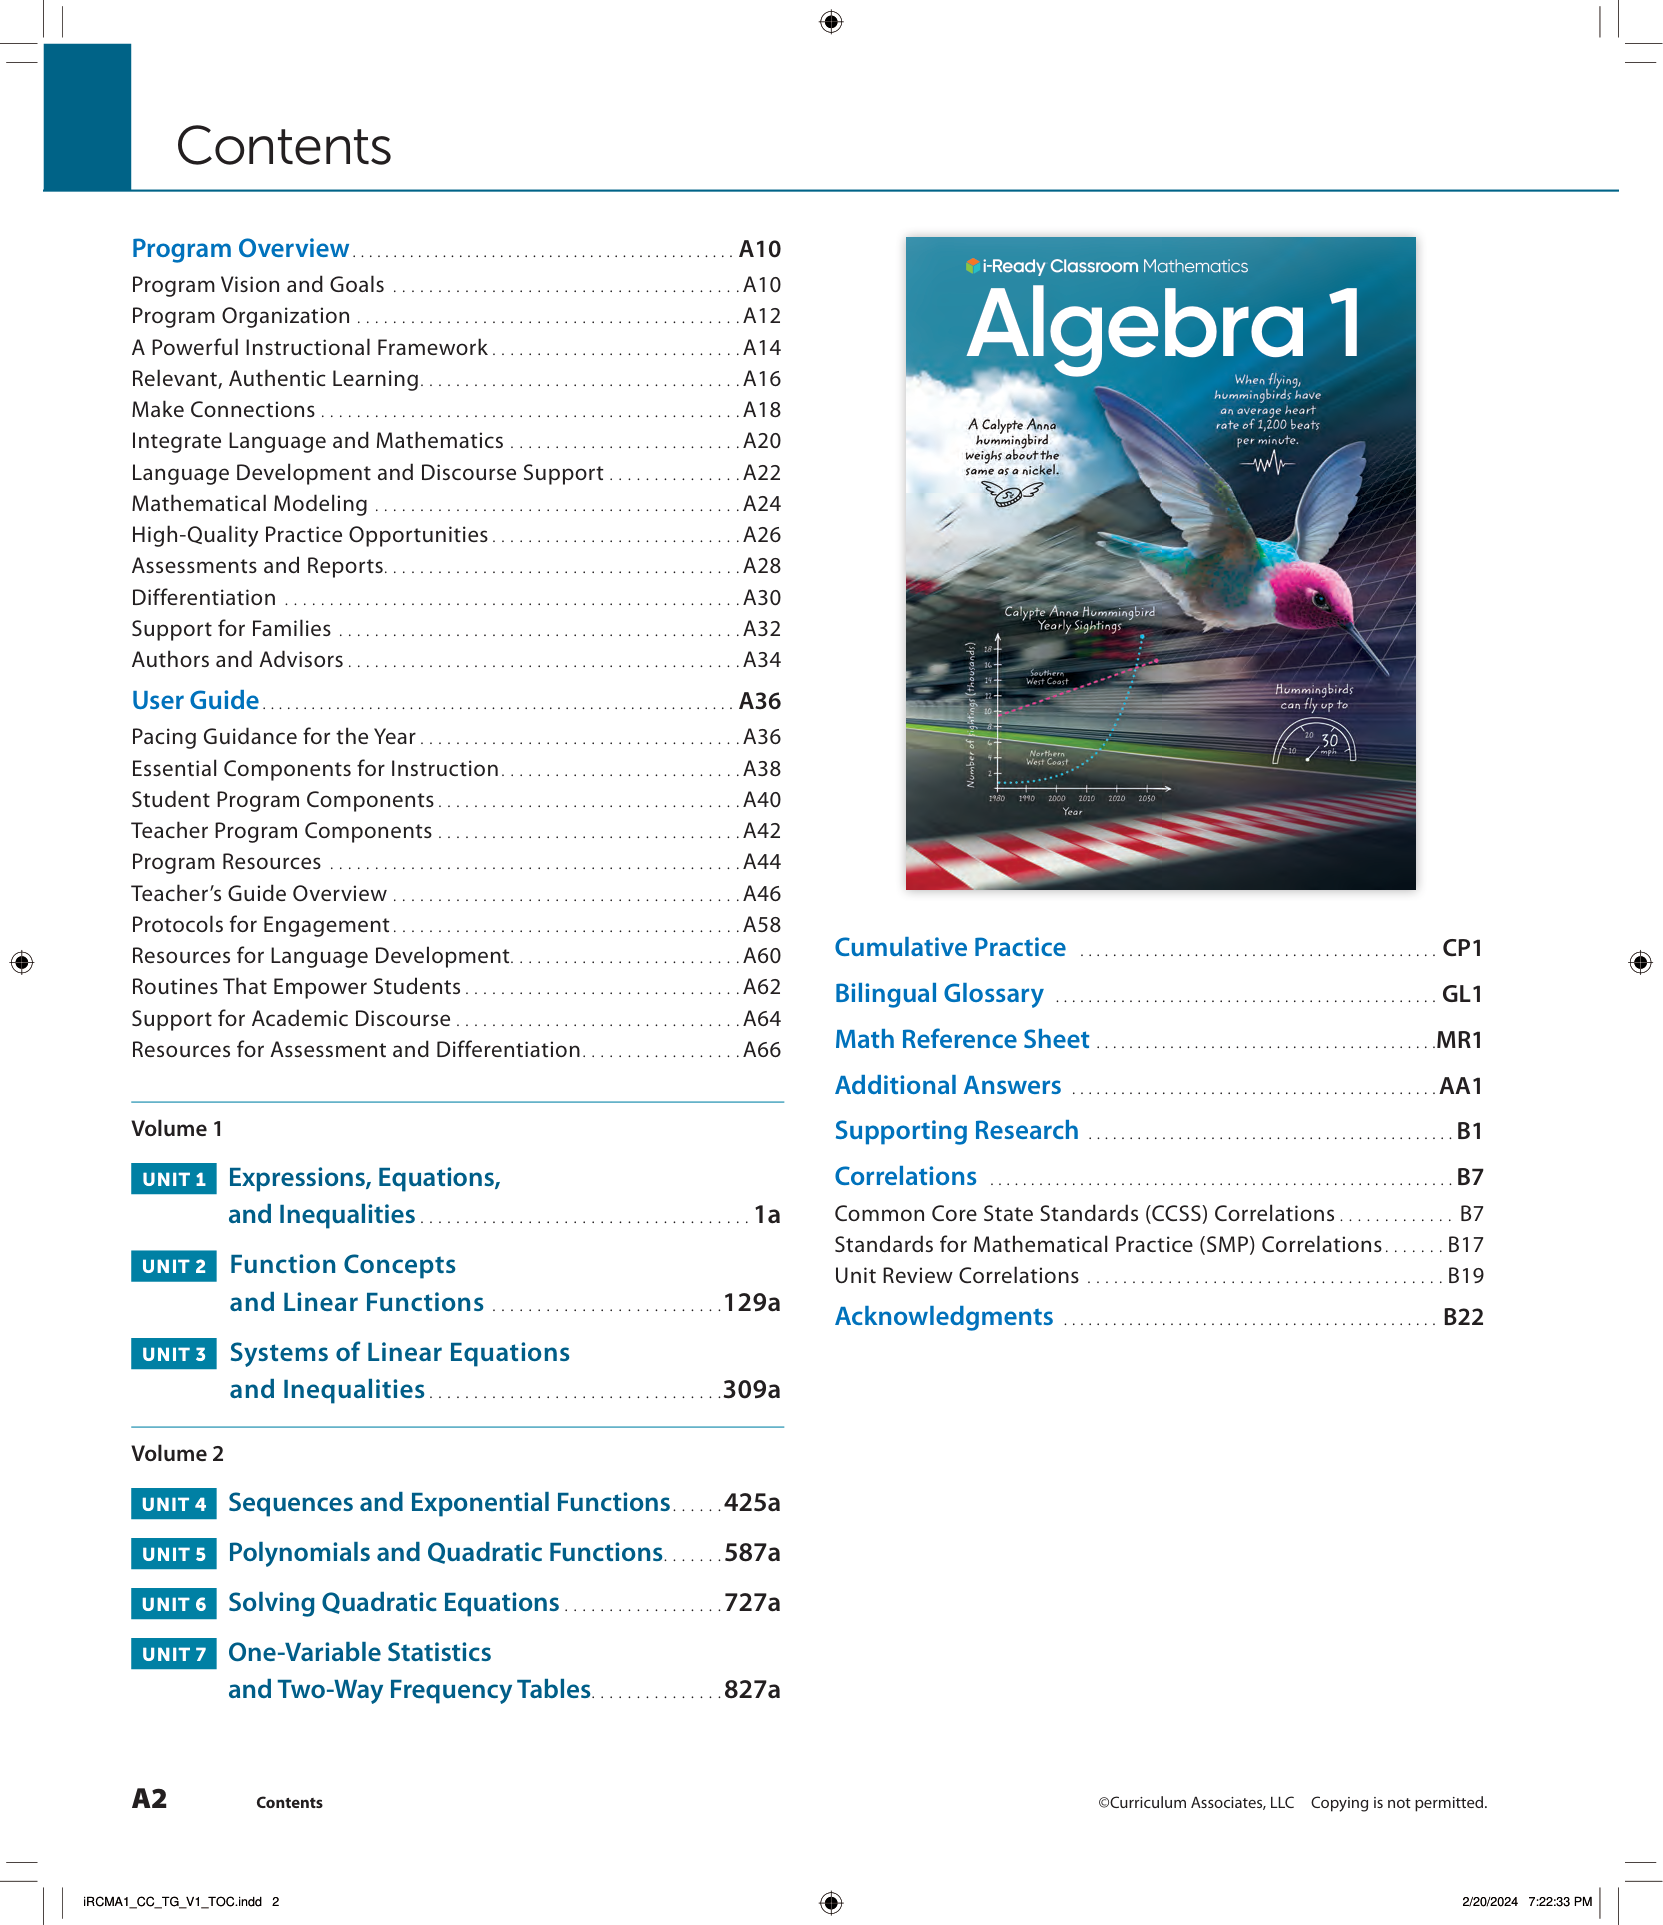 Contents
Program Overview A10
Program Vision and Goals A10
Program Organization A12
A Powerful Instructional Framework A14
Relevant, Authentic Learning A16
Make Connections A18
Integrate Language and Mathematics A20
Language Development and Discourse Support A22
Mathematical Modeling A24
High-Quality Practice Opportunities A26
Assessments and Reports A28
Differentiation A30
Support for Families A32
Authors and Advisors A34
User Guide A36
Pacing Guidance for the Year A36
Essential Components for Instruction A38
Student Program Components A40
Teacher Program Components A42
Program Resources A44
Teacher's Guide Overview A46
Protocols for Engagement A58
Resources for Language Development A60
Routines That Empower Students A62
Support for Academic Discourse A64
Resources for Assessment and Differentiation A66
Volume 1
UNIT 1 Expressions, Equations,
and Inequalities 1a
UNIT 2 Function Concepts
and Linear Functions 129a
UNIT 3 Systems of Linear Equations
and Inequalities 309a
Volume 2
UNIT 4 Sequences and Exponential Functions 425a
UNIT 5 Polynomials and Quadratic Functions 587a
UNIT 6 Solving Quadratic Equations 727a
UNIT 7 One-Variable Statistics
and Two-Way Frequency Tables 827a
i-Ready Classroom Mathematics
Algebra 1
When flying,
hummingbirds have
an average heart
rate of 1,200 beats
per minute.
A Calypte Anna
hummingbird
weighs about the
same as a nickel.
5¢
Calypte Anna Hummingbird
Yearly Sightings
Number of sightings (thousands)
18
16
14
12
10
8
6
4
2
Southern
West Coast
Northern
West Coast
1980 1990 2000 2010 2020 2030
Year
Hummingbirds
can fly up to
10 20 30
mph
Cumulative Practice CP1
Bilingual Glossary GL1
Math Reference Sheet MR1
Additional Answers AA1
Supporting Research B1
Correlations B7
Common Core State Standards (CCSS) Correlations B7
Standards for Mathematical Practice (SMP) Correlations B17
Unit Review Correlations B19
Acknowledgments B22
A2 Contents
©Curriculum Associates, LLC Copying is not permitted.
iRCMA1_CC_TG_V1_TOC.indd 2
2/20/2024 7:22:33 PM